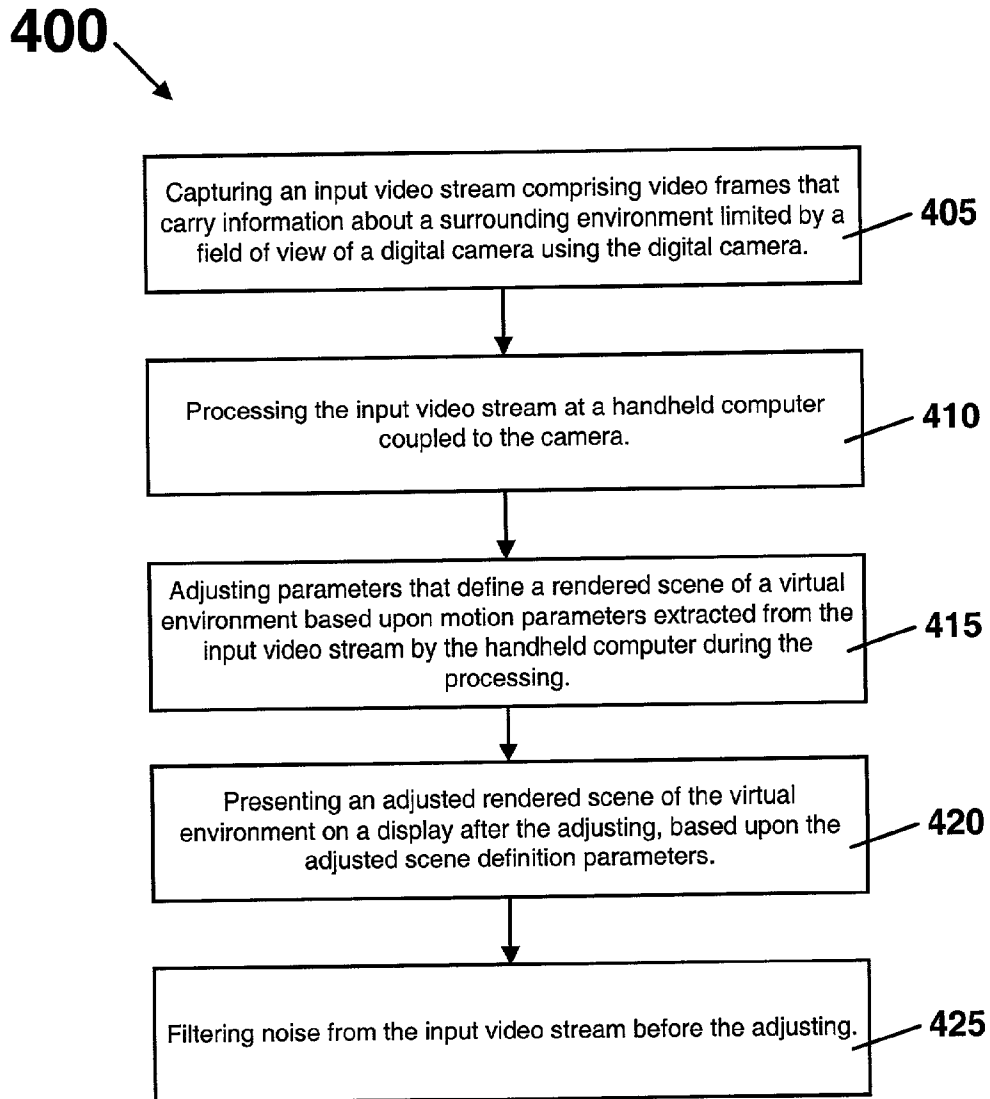 400
Capturing an input video stream comprising video frames that
carry information about a surrounding environment limited by a
field of view of a digital camera using the digital camera.
405
Processing the input video stream at a handheld computer
coupled to the camera.
410
Adjusting parameters that define a rendered scene of a virtual
environment based upon motion parameters extracted from the
input video stream by the handheld computer during the
processing.
415
Presenting an adjusted rendered scene of the virtual
environment on a display after the adjusting, based upon the
adjusted scene definition parameters.
420
Filtering noise from the input video stream before the adjusting.
425